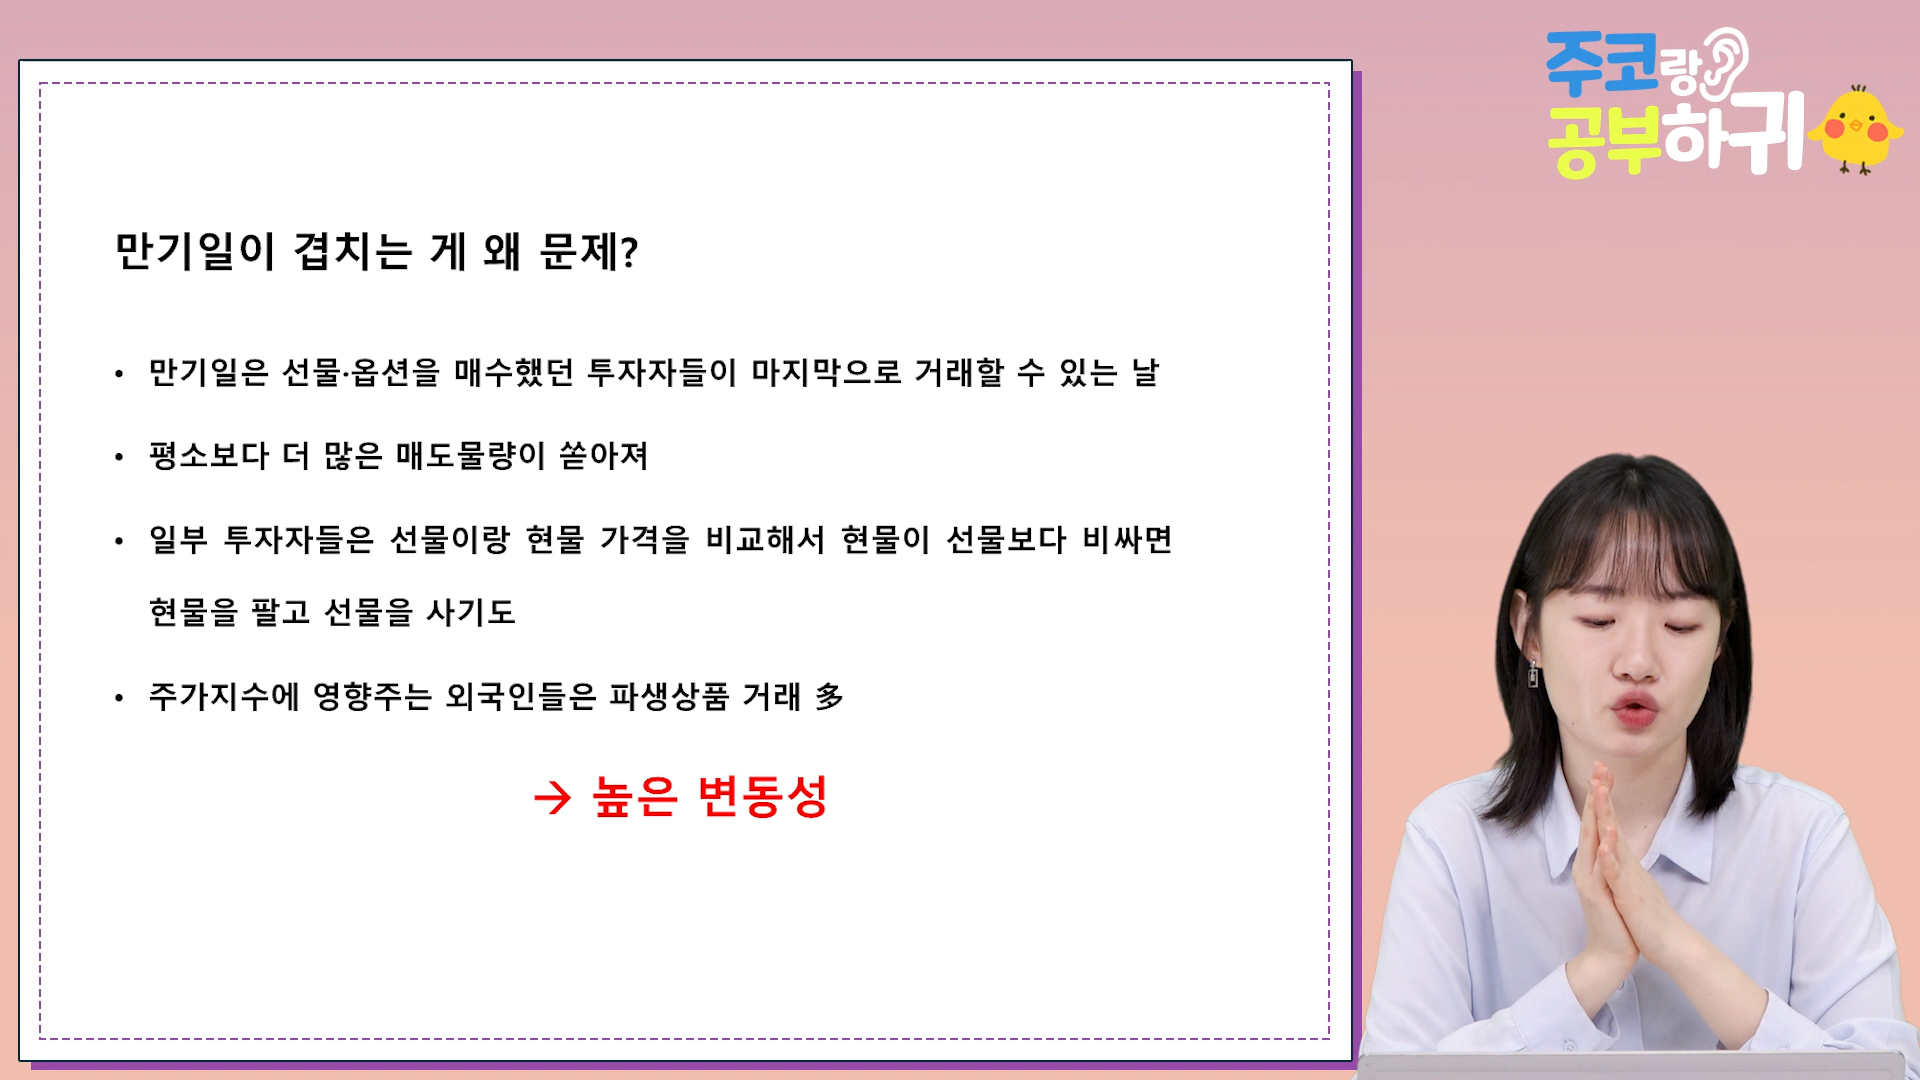 주코랑
공부하귀
만기일이 겹치는 게 왜 문제?
• 만기일은 선물·옵션을 매수했던 투자자들이 마지막으로 거래할 수 있는 날
• 평소보다 더 많은 매도물량이 쏟아져
• 일부 투자자들은 선물이랑 현물 가격을 비교해서 현물이 선물보다 비싸면
현물을 팔고 선물을 사기도
• 주가지수에 영향주는 외국인들은 파생상품 거래 多
→ 높은 변동성